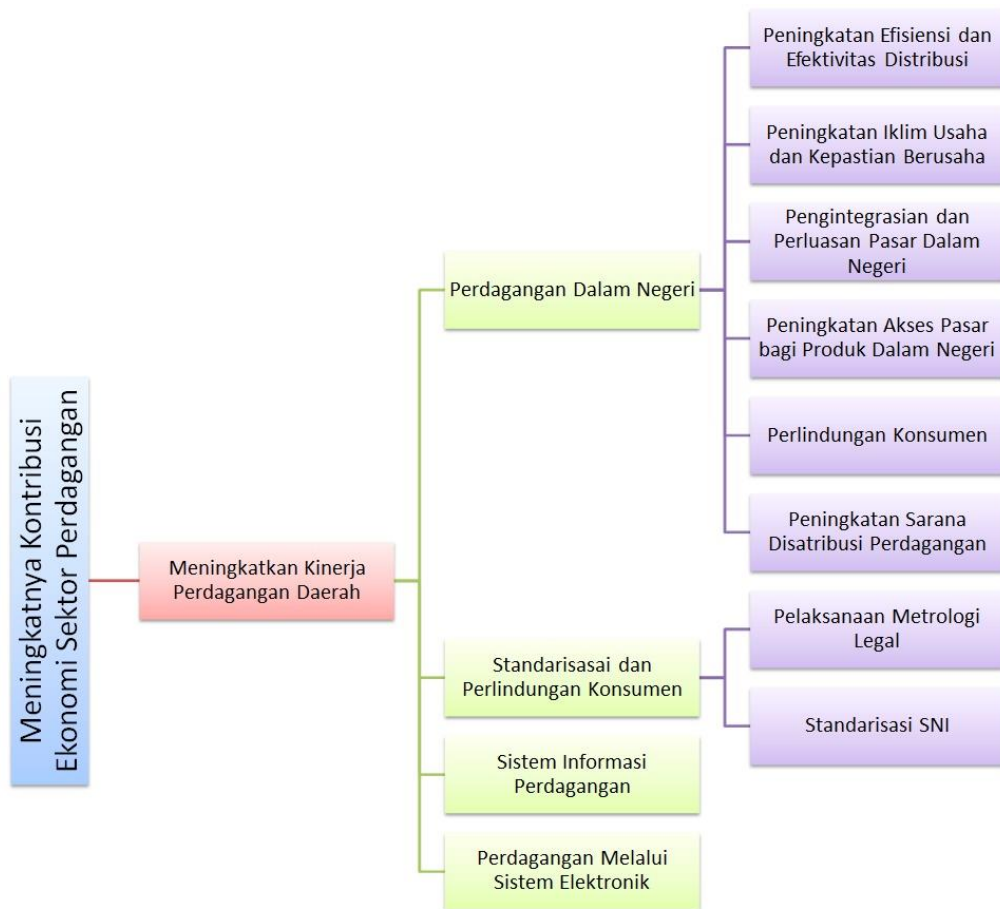 Meningkatnya Kontribusi
Ekonomi Sektor Perdagangan
Meningkatkan Kinerja
Perdagangan Daerah
Perdagangan Dalam Negeri
Peningkatan Efisiensi dan
Efektivitas Distribusi
Peningkatan Iklim Usaha
dan Kepastian Berusaha
Pengintegrasian dan
Perluasan Pasar Dalam
Negeri
Peningkatan Akses Pasar
bagi Produk Dalam Negeri
Perlindungan Konsumen
Peningkatan Sarana
Disatribusi Perdagangan
Standarisasai dan
Perlindungan Konsumen
Pelaksanaan Metrologi
Legal
Standarisasi SNI
Sistem Informasi
Perdagangan
Perdagangan Melalui
Sistem Elektronik